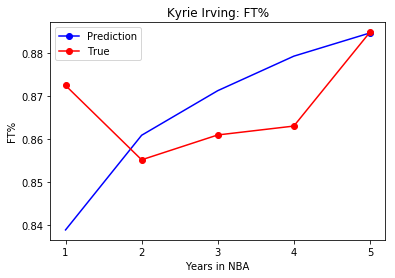 Kyrie Irving: FT%
Prediction
True
0.88
0.87
0.86
0.85
0.84
FT%
1 2 3 4 5
Years in NBA